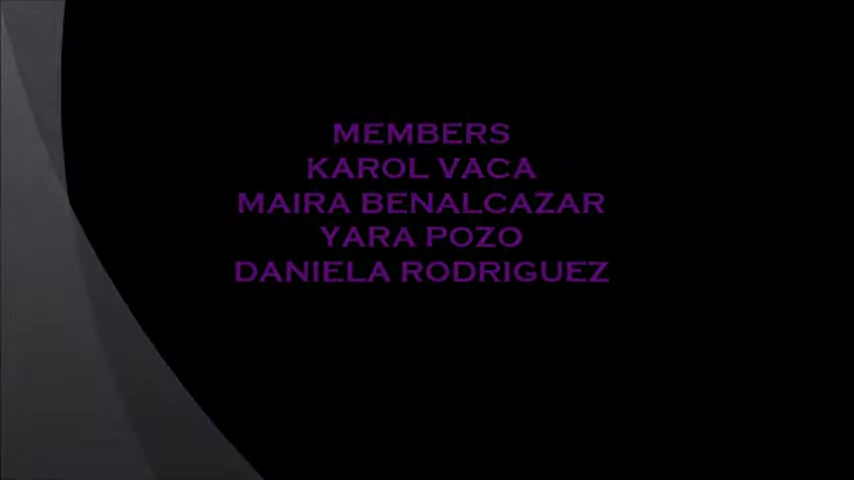 MEMBERS
KAROL VACA
MAIRA BENALCAZAR
YARA POZO
DANIELA RODRIGUEZ